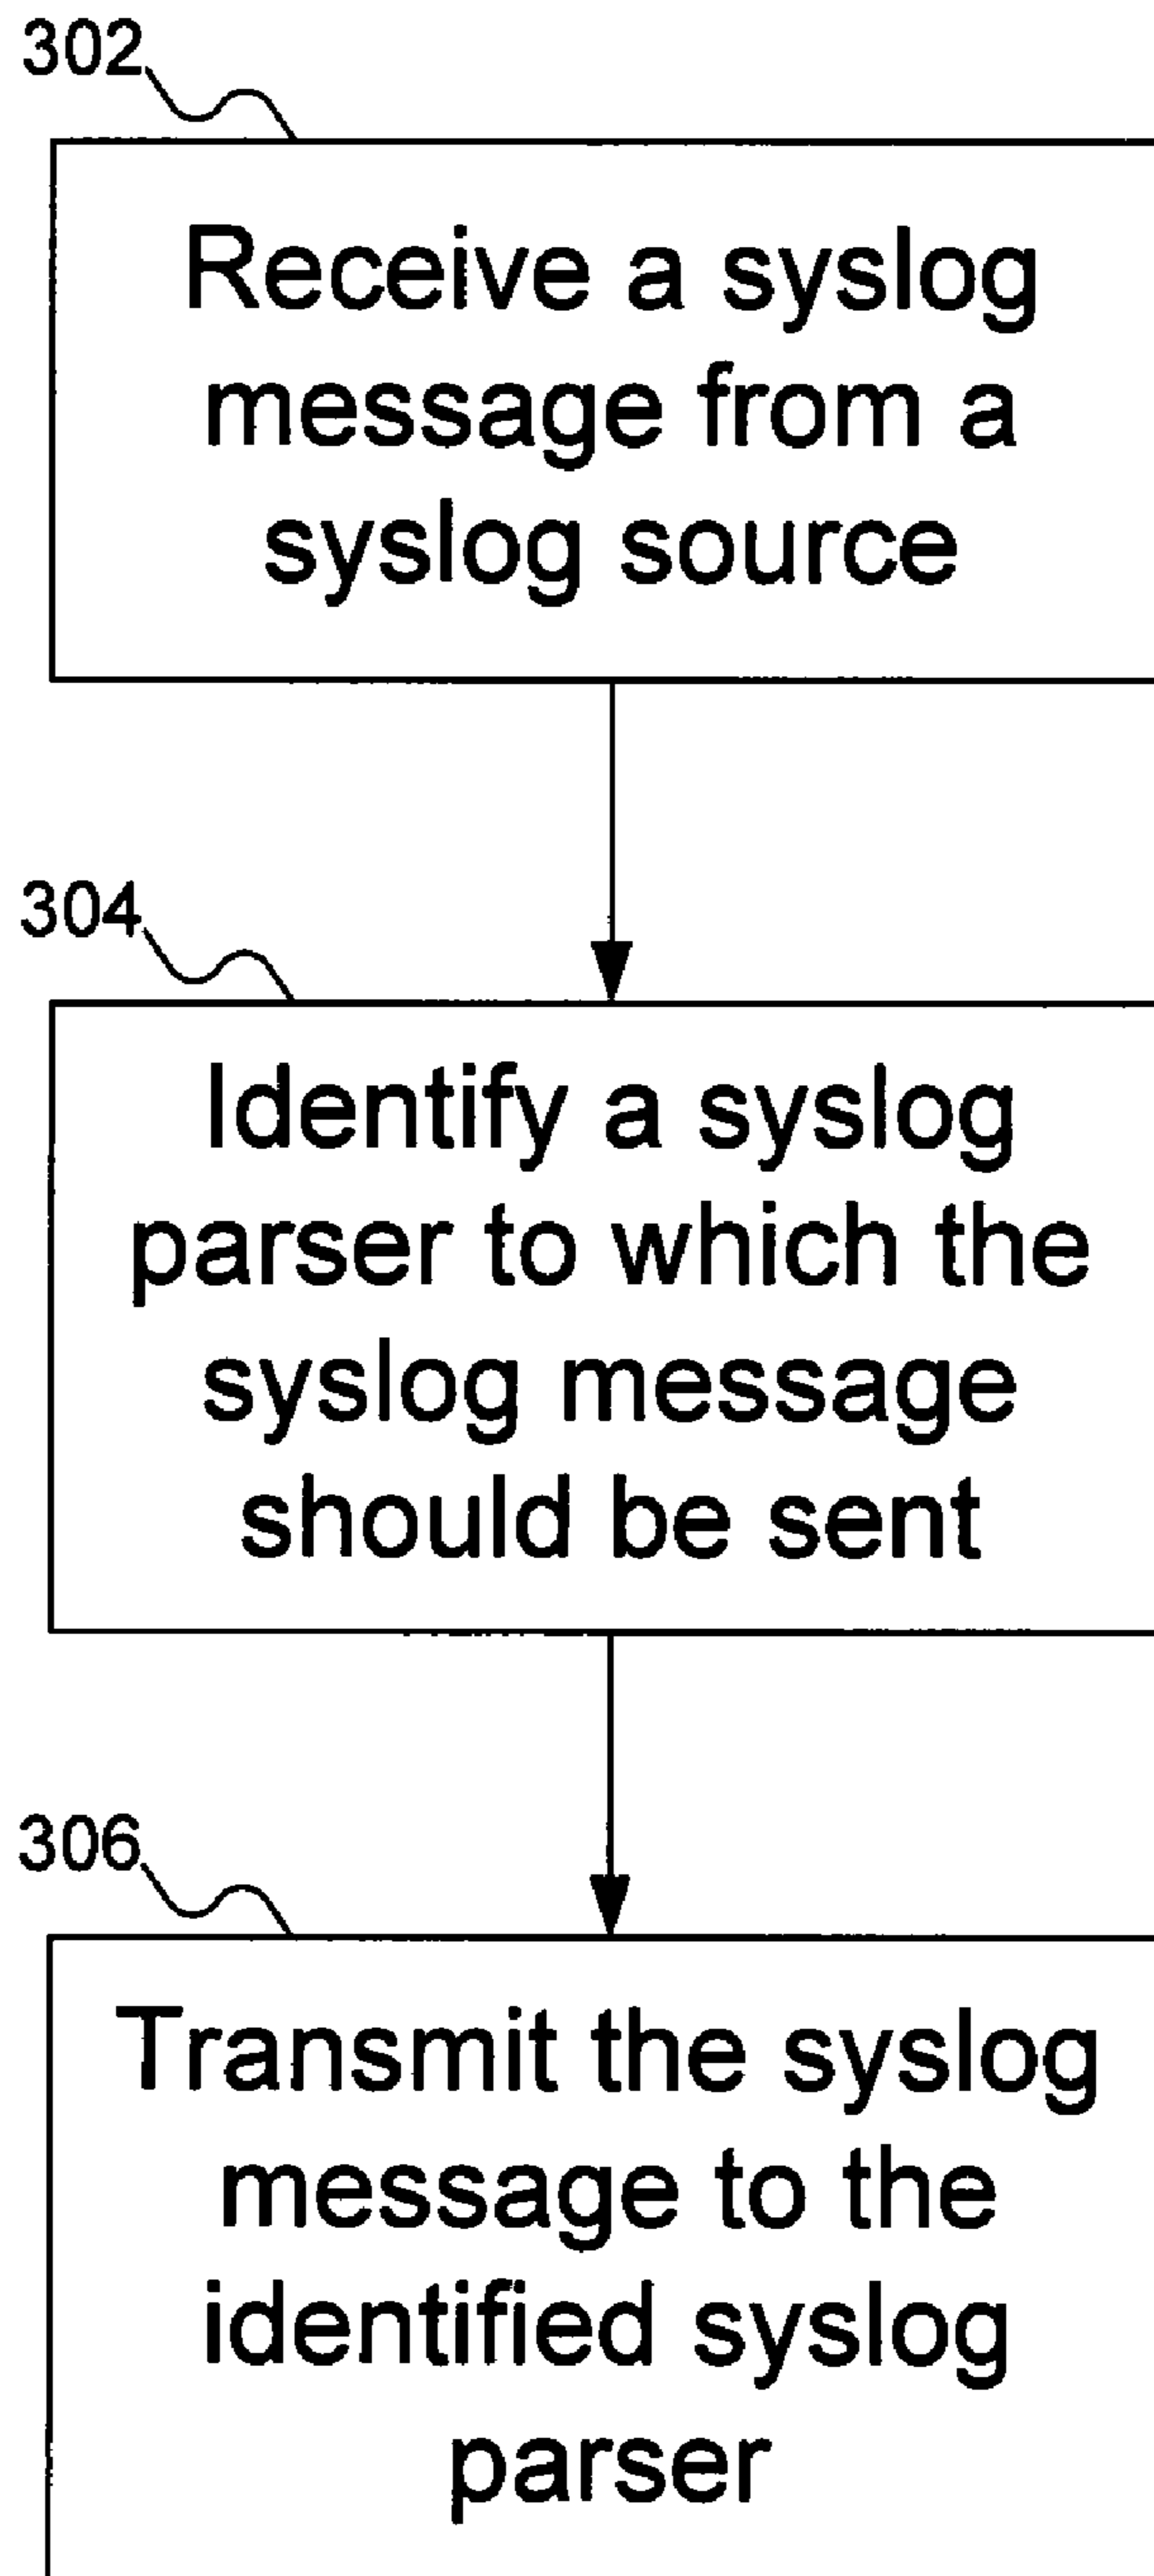 302
Receive a syslog
message from a
syslog source
304
Identify a syslog
parser to which the
syslog message
should be sent
306
Transmit the syslog
message to the
identified syslog
parser